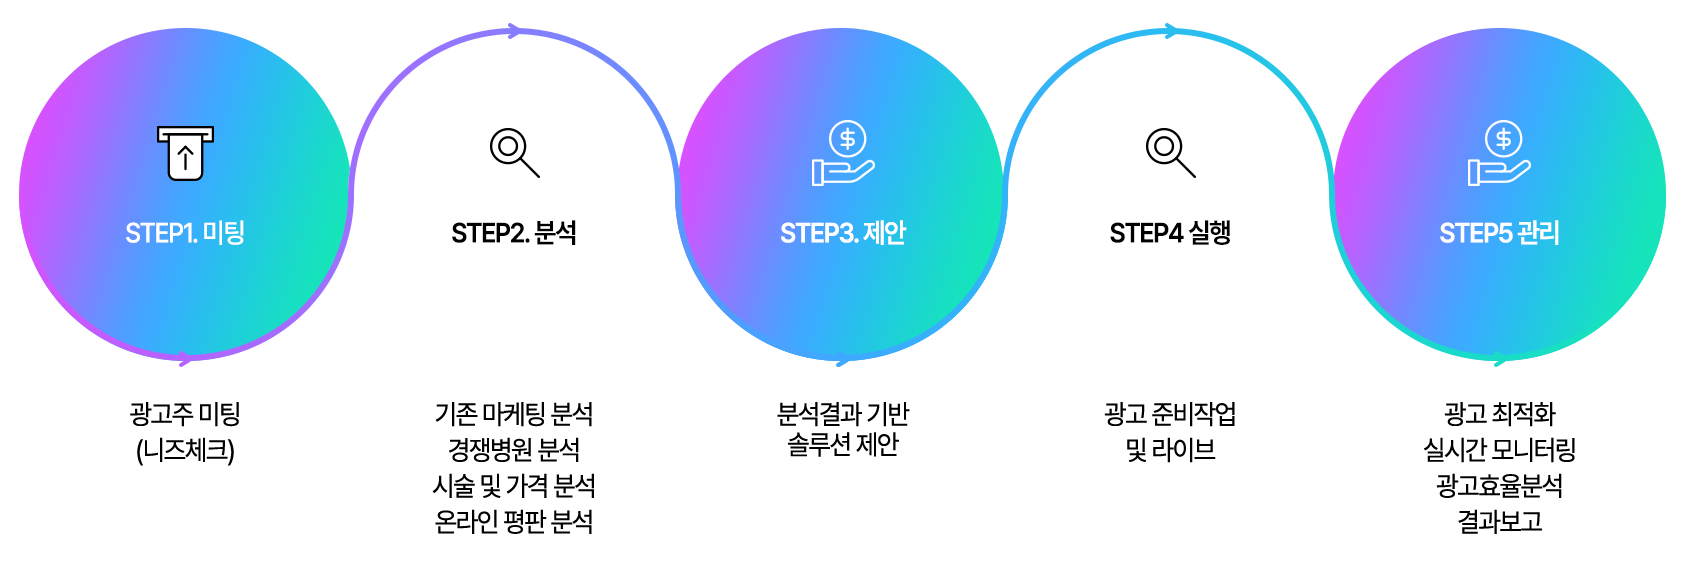 STEP1. 미팅
광고주 미팅
(니즈체크)
STEP2. 분석
기존 마케팅 분석
경쟁병원 분석
시술 및 가격 분석
온라인 평판 분석
STEP3. 제안
분석결과 기반
솔루션 제안
STEP4 실행
광고 준비작업
및 라이브
STEP5 관리
광고 최적화
실시간 모니터링
광고효율분석
결과보고